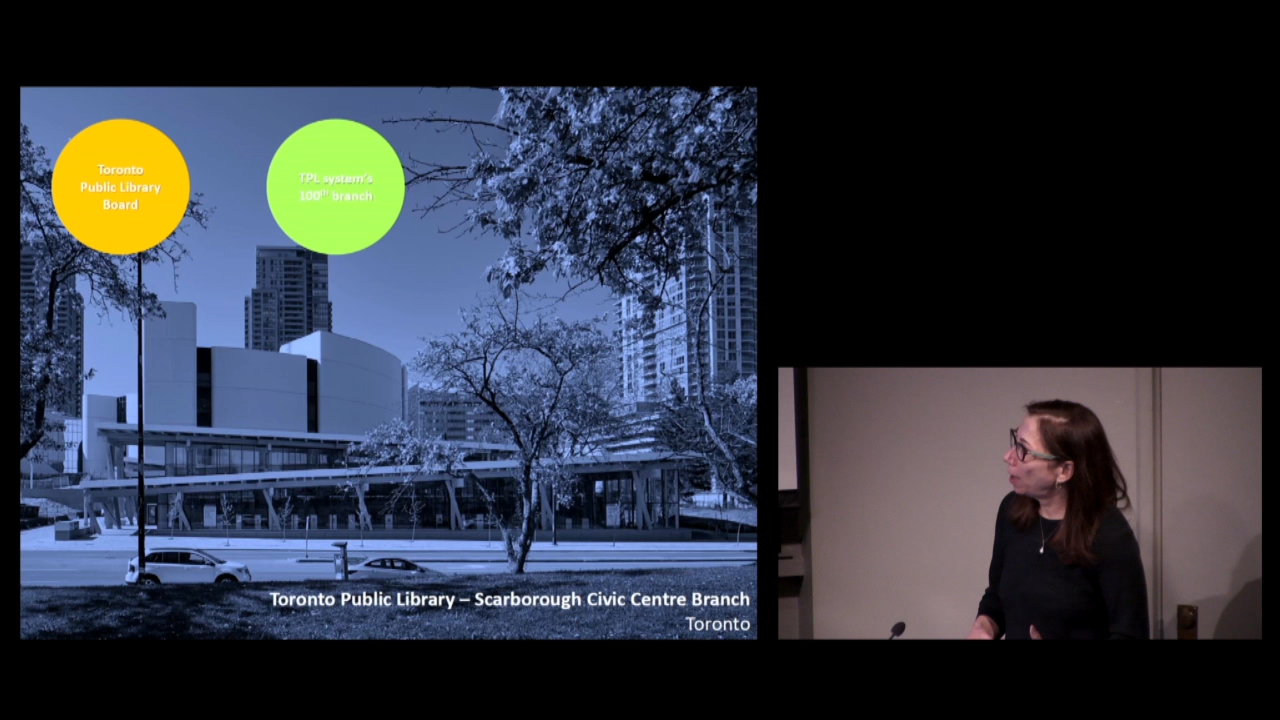 Toronto
Public Library
Board
TPL system's
100th branch
Toronto Public Library – Scarborough Civic Centre Branch
Toronto